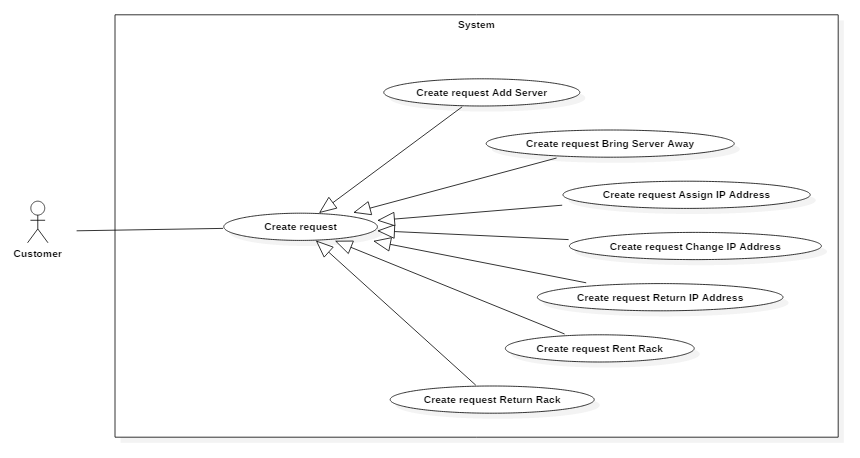 System
Create request Add Server
Create request Bring Server Away
Create request Assign IP Address
Create request
Create request Change IP Address
Customer
Create request Return IP Address
Create request Rent Rack
Create request Return Rack